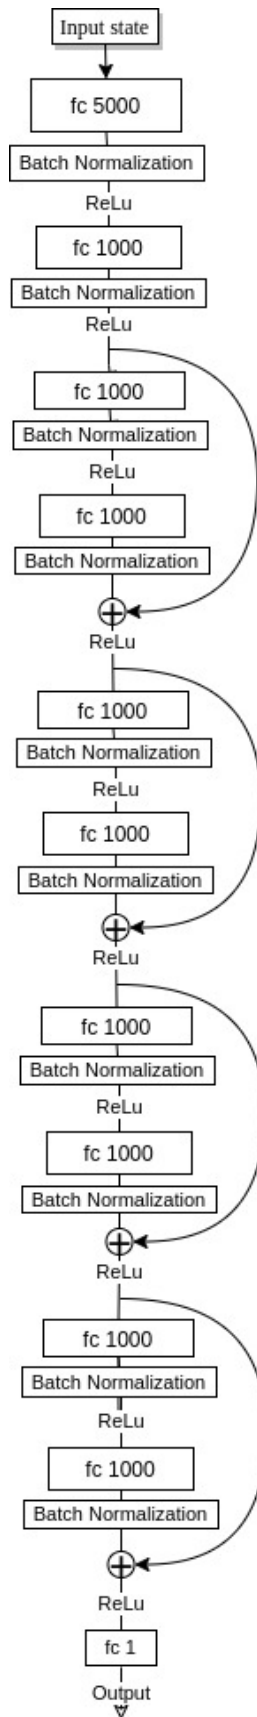 Input state
fc 5000
Batch Normalization
ReLu
fc 1000
Batch Normalization
ReLu
fc 1000
Batch Normalization
ReLu
fc 1000
Batch Normalization
ReLu
fc 1000
Batch Normalization
ReLu
fc 1000
Batch Normalization
ReLu
fc 1000
Batch Normalization
ReLu
fc 1000
Batch Normalization
ReLu
fc 1000
Batch Normalization
ReLu
fc 1000
Batch Normalization
ReLu
fc 1
Output